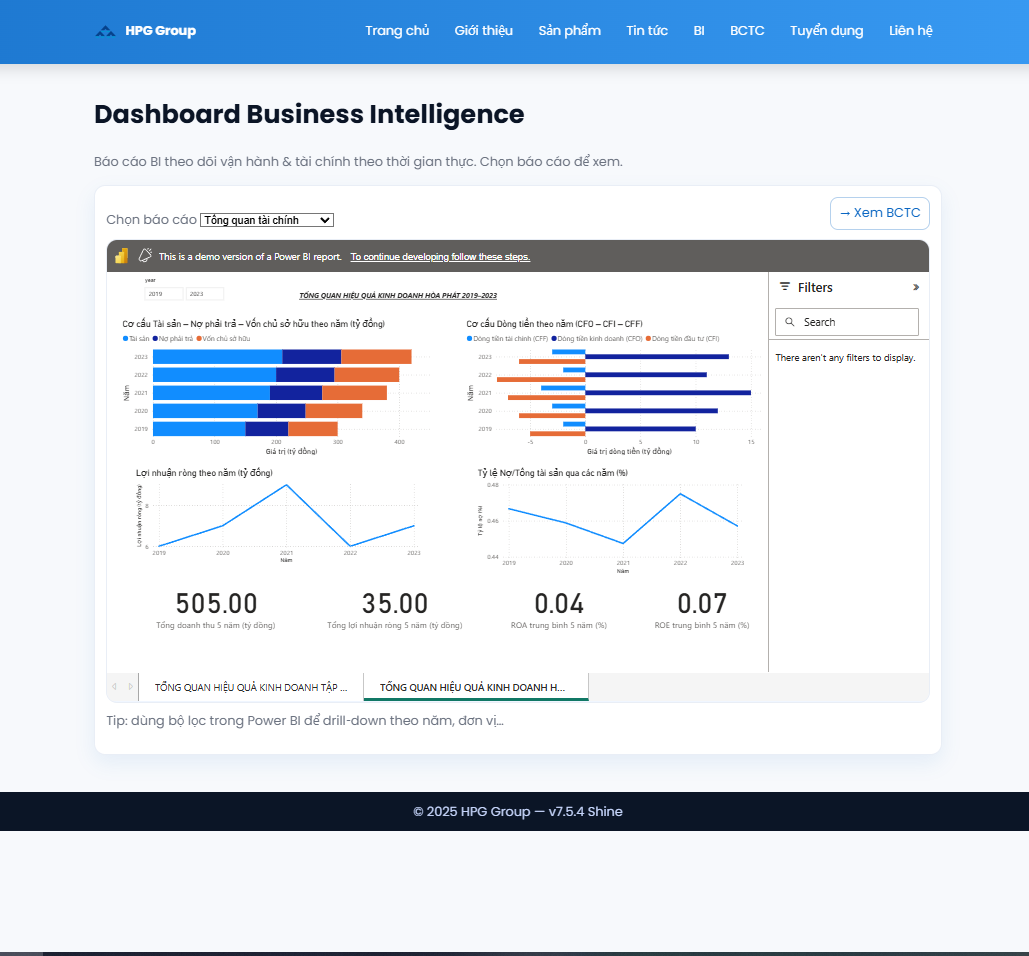 HPG Group
Trang chủ Giới thiệu Sản phẩm Tin tức BI BCTC Tuyển dụng Liên hệ
Dashboard Business Intelligence
Báo cáo BI theo dõi vận hành & tài chính theo thời gian thực. Chọn báo cáo để xem.
Chọn báo cáo Tổng quan tài chính
→ Xem BCTC
This is a demo version of a Power BI report. To continue developing follow these steps.
year
2019 2023
TỔNG QUAN HIỆU QUẢ KINH DOANH HÒA PHÁT 2019–2023
Cơ cấu Tài sản – Nợ phải trả – Vốn chủ sở hữu theo năm (tỷ đồng)
Tài sản Nợ phải trả Vốn chủ sở hữu
Năm
2023
2022
2021
2020
2019
0 100 200 300 400
Giá trị (tỷ đồng)
Cơ cấu Dòng tiền theo năm (CFO – CFI – CFF)
Dòng tiền tài chính (CFF) Dòng tiền kinh doanh (CFO) Dòng tiền đầu tư (CFI)
Năm
2023
2022
2021
2020
2019
-5 0 5 10 15
Giá trị dòng tiền (tỷ đồng)
Lợi nhuận ròng theo năm (tỷ đồng)
Lợi nhuận ròng (tỷ đồng)
8
6
2019 2020 2021 2022 2023
Năm
Tỷ lệ Nợ/Tổng tài sản qua các năm (%)
Tỷ lệ nợ (%)
0.48
0.46
0.44
2019 2020 2021 2022 2023
Năm
505.00
Tổng doanh thu 5 năm (tỷ đồng)
35.00
Tổng lợi nhuận ròng 5 năm (tỷ đồng)
0.04
ROA trung bình 5 năm (%)
0.07
ROE trung bình 5 năm (%)
Filters
Search
There aren't any filters to display.
TỔNG QUAN HIỆU QUẢ KINH DOANH TẬP ...
TỔNG QUAN HIỆU QUẢ KINH DOANH H...
Tip: dùng bộ lọc trong Power BI để drill-down theo năm, đơn vị…
© 2025 HPG Group — v7.5.4 Shine